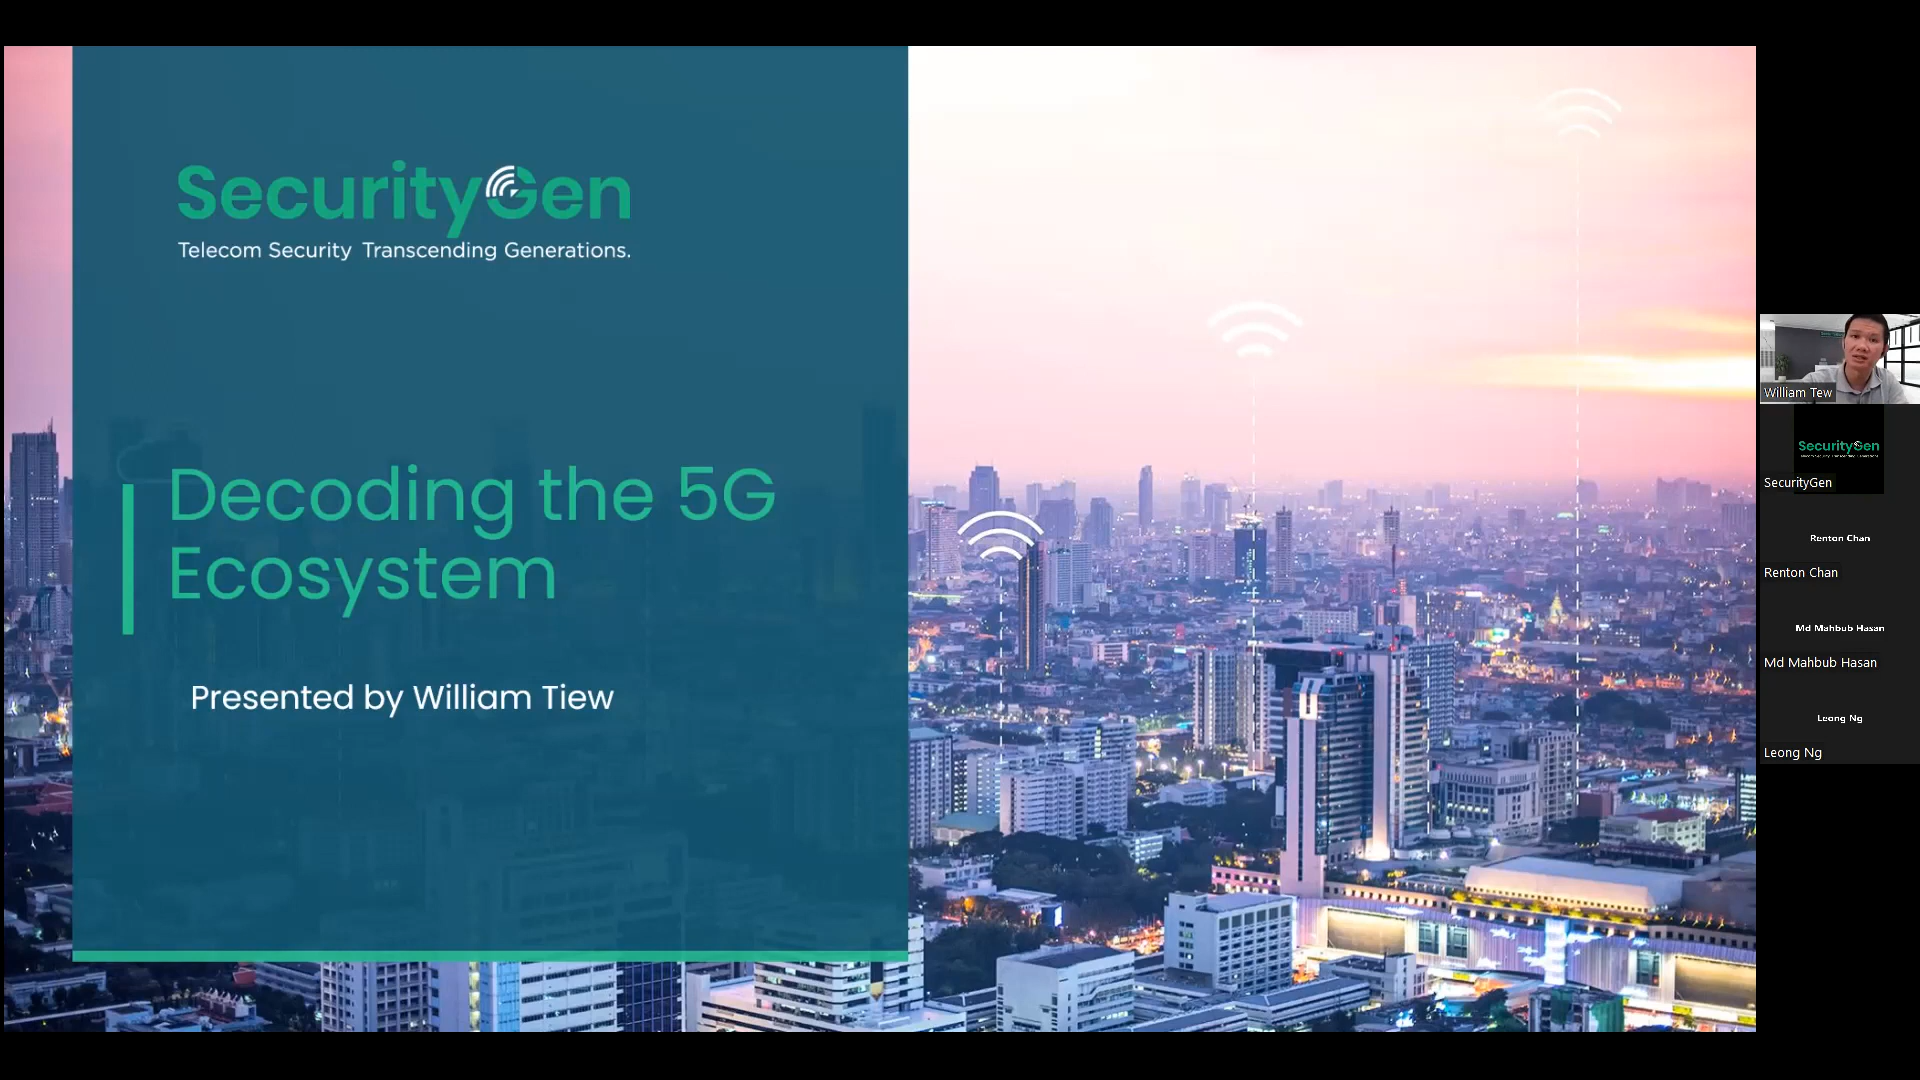 SecurityGen
Telecom Security Transcending Generations.
Decoding the 5G
Ecosystem
Presented by William Tiew
William Tew
SecurityGen
SecurityGen
Renton Chan
Renton Chan
Md Mahbub Hasan
Md Mahbub Hasan
Leong Ng
Leong Ng